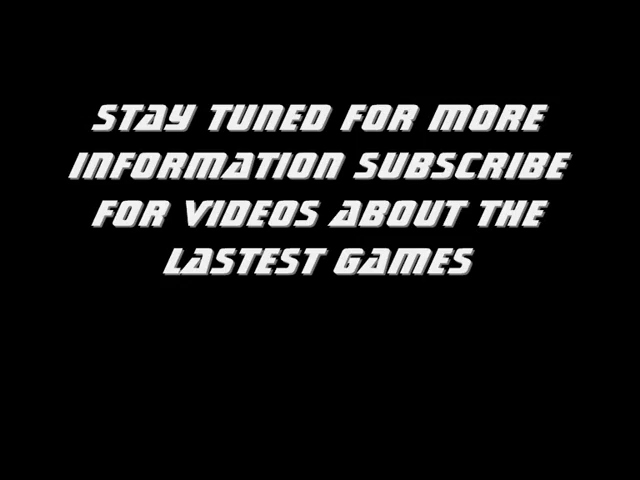 STAY TUNED FOR MORE
INFORMATION SUBSCRIBE
FOR VIDEOS ABOUT THE
LASTEST GAMES